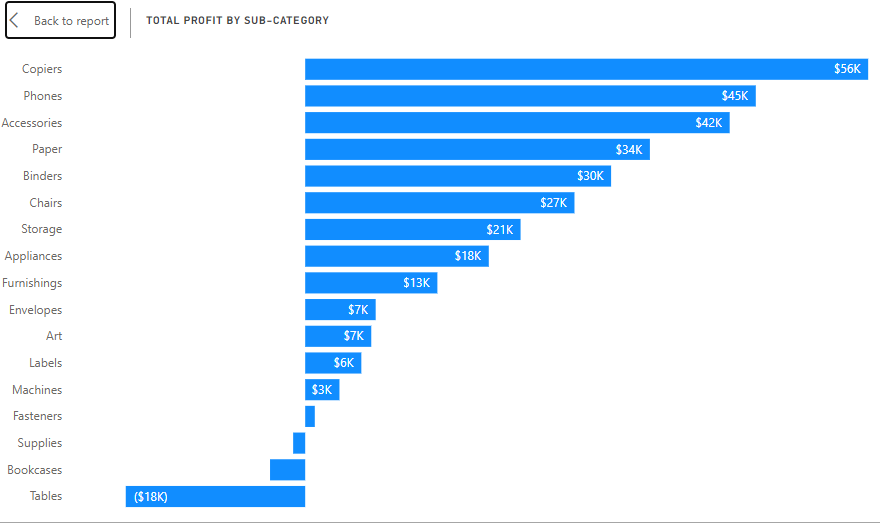 Back to report
TOTAL PROFIT BY SUB-CATEGORY
Copiers $56K
Phones $45K
Accessories $42K
Paper $34K
Binders $30K
Chairs $27K
Storage $21K
Appliances $18K
Furnishings $13K
Envelopes $7K
Art $7K
Labels $6K
Machines $3K
Fasteners
Supplies
Bookcases
Tables ($18K)